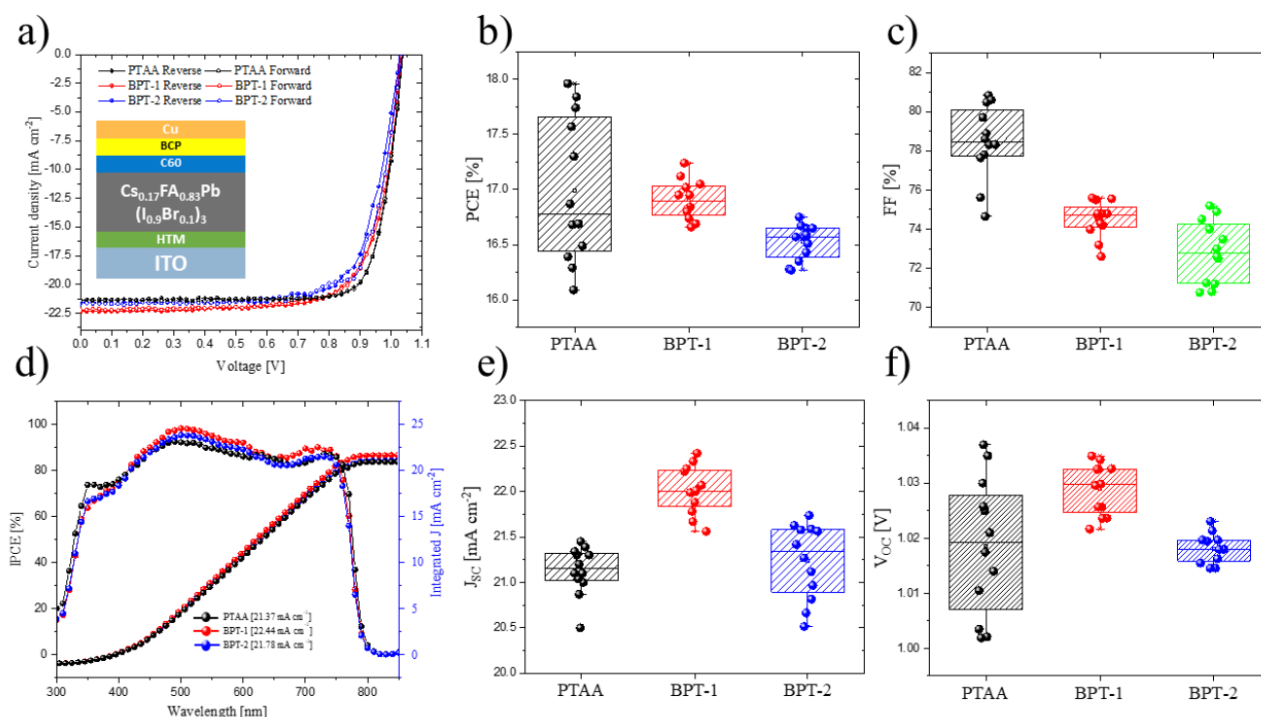 a)
0.0
-2.5
-5.0
-7.5
-10.0
-12.5
-15.0
-17.5
-20.0
-22.5
Current density [mA cm-2]
PTAA Reverse PTAA Forward
BPT-1 Reverse BPT-1 Forward
BPT-2 Reverse BPT-2 Forward
Cu
BCP
C60
Cs0.17FA0.83Pb
(I0.9Br0.1)3
HTM
ITO
0.0 0.1 0.2 0.3 0.4 0.5 0.6 0.7 0.8 0.9 1.0 1.1
Voltage [V]
b)
18.0
17.5
17.0
16.5
16.0
PCE [%]
PTAA BPT-1 BPT-2
c)
82
80
78
76
74
72
70
FF [%]
PTAA BPT-1 BPT-2
d)
100
80
60
40
20
0
IPCE [%]
25
20
15
10
5
0
Integrated J [mA cm-2]
PTAA [21.37 mA cm-2]
BPT-1 [22.44 mA cm-2]
BPT-2 [21.78 mA cm-2]
300 400 500 600 700 800
Wavelength [nm]
e)
23.0
22.5
22.0
21.5
21.0
20.5
20.0
JSC [mA cm-2]
PTAA BPT-1 BPT-2
f)
1.04
1.03
1.02
1.01
1.00
VOC [V]
PTAA BPT-1 BPT-2